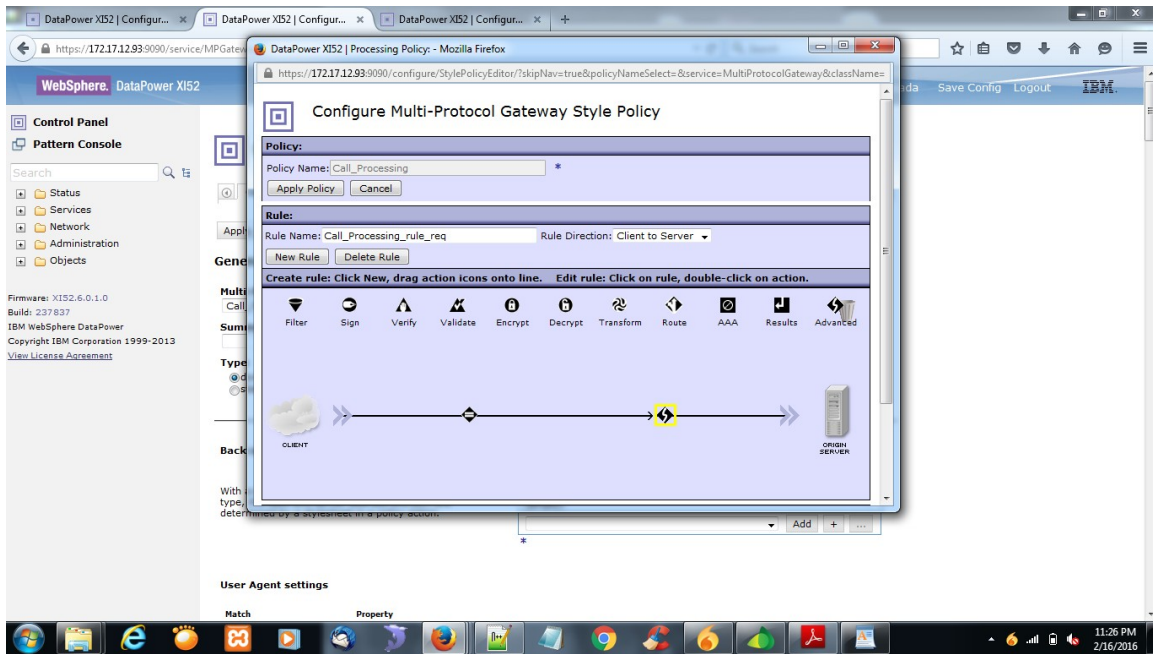 DataPower XI52 | Configur... ×
DataPower XI52 | Configur... ×
DataPower XI52 | Configur... ×
+
https://172.17.12.93:9090/service/MPGatew
WebSphere. DataPower XI52
Save Config Logout IBM.
Control Panel
Pattern Console
Search
Status
Services
Network
Administration
Objects
Firmware: XI52.6.0.1.0
Build: 237837
IBM WebSphere DataPower
Copyright IBM Corporation 1999-2013
View License Agreement
DataPower XI52 | Processing Policy: - Mozilla Firefox
https://172.17.12.93:9090/configure/StylePolicyEditor/?skipNav=true&policyNameSelect=&service=MultiProtocolGateway&className=
Configure Multi-Protocol Gateway Style Policy
Policy:
Policy Name: Call_Processing *
Apply Policy Cancel
Rule:
Rule Name: Call_Processing_rule_req Rule Direction: Client to Server
New Rule Delete Rule
Create rule: Click New, drag action icons onto line. Edit rule: Click on rule, double-click on action.
Filter Sign Verify Validate Encrypt Decrypt Transform Route AAA Results Advanced
CLIENT
ORIGIN
SERVER
Appl
Gene
Multi
Call_
Sum
Type
Back
With
type,
determined by a stylesheet in a policy action.
Add + ...
*
User Agent settings
Match Property
11:26 PM
2/16/2016